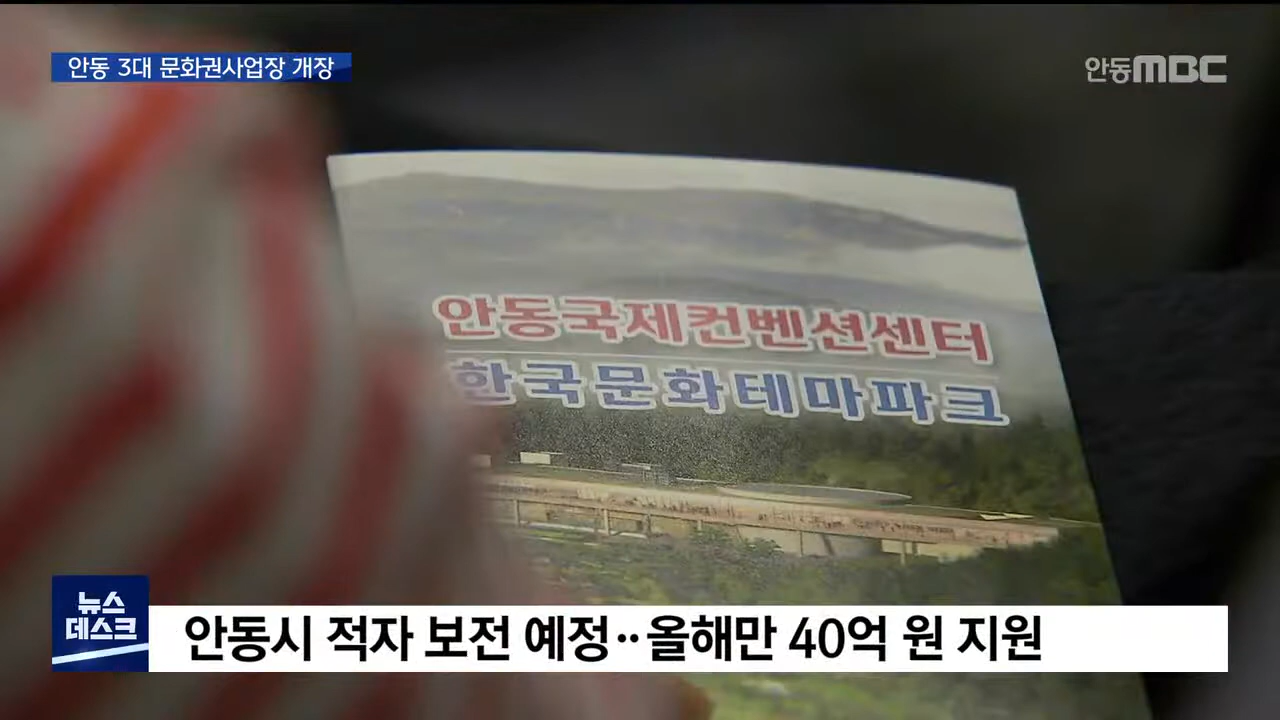 안동 3대 문화권사업장 개장
안동MBC
안동국제컨벤션센터
한국문화테마파크
뉴스
데스크
안동시 적자 보전 예정··올해만 40억 원 지원